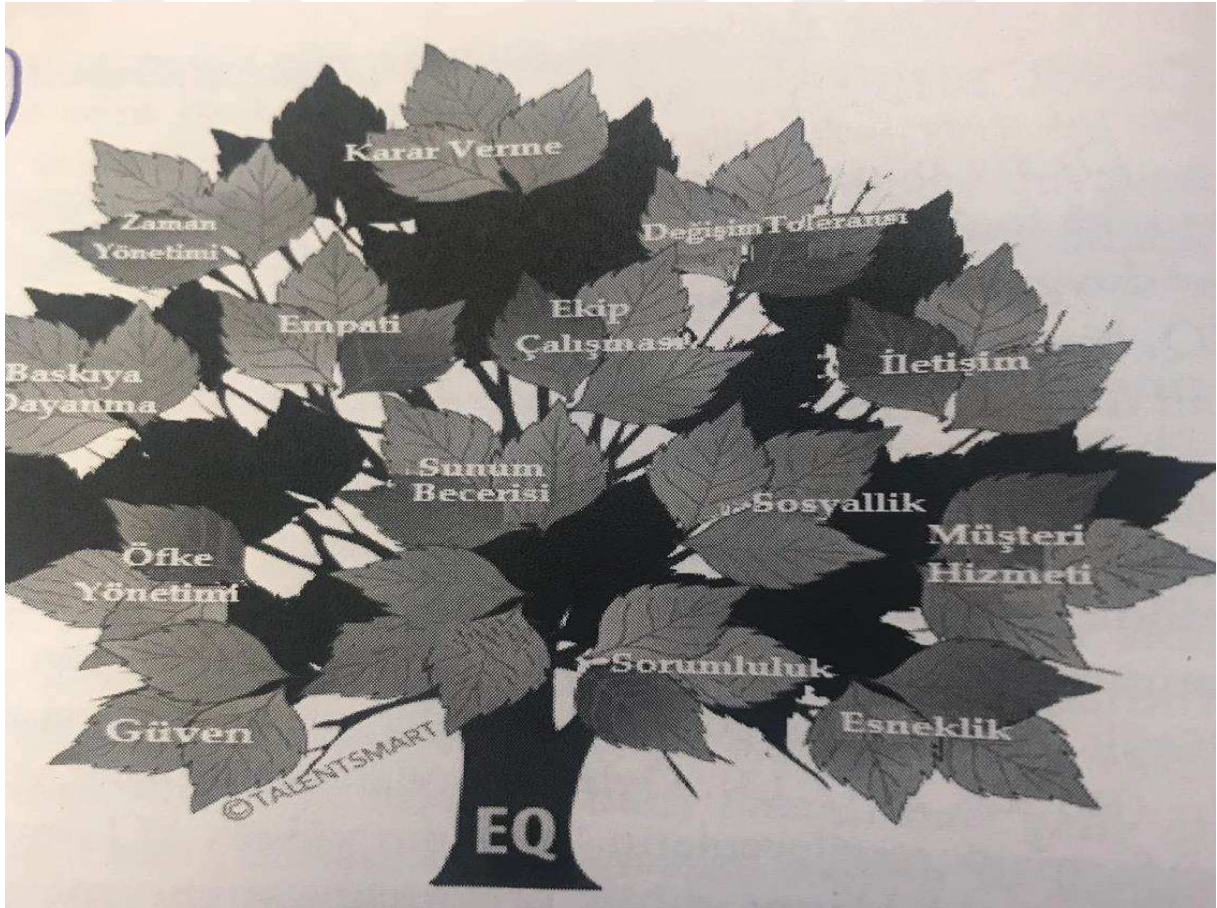 Karar Verme
Zaman
Yönetimi
Değişim Toleransı
Empati
Ekip
Çalışması
İletişim
Baskıya
Dayanma
Sunum
Becerisi
Sosyallik
Müşteri
Hizmeti
Öfke
Yönetimi
Sorumluluk
Güven
Esneklik
©TALENTSMART
EQ